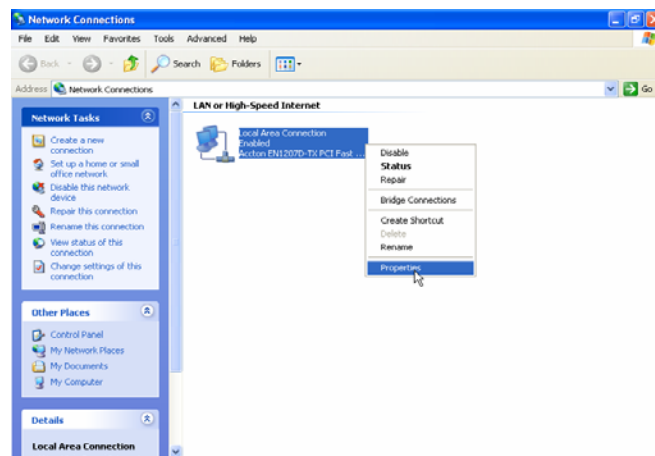 Network Connections
File Edit View Favorites Tools Advanced Help
Back Search Folders
Address Network Connections Go
Network Tasks
Create a new
connection
Set up a home or small
office network
Disable this network
device
Repair this connection
Rename this connection
View status of this
connection
Change settings of this
connection
Other Places
Control Panel
My Network Places
My Documents
My Computer
Details
Local Area Connection
LAN or High-Speed Internet
Local Area Connection
Enabled
Accton EN1207D-TX PCI Fast ...
Disable
Status
Repair
Bridge Connections
Create Shortcut
Delete
Rename
Properties